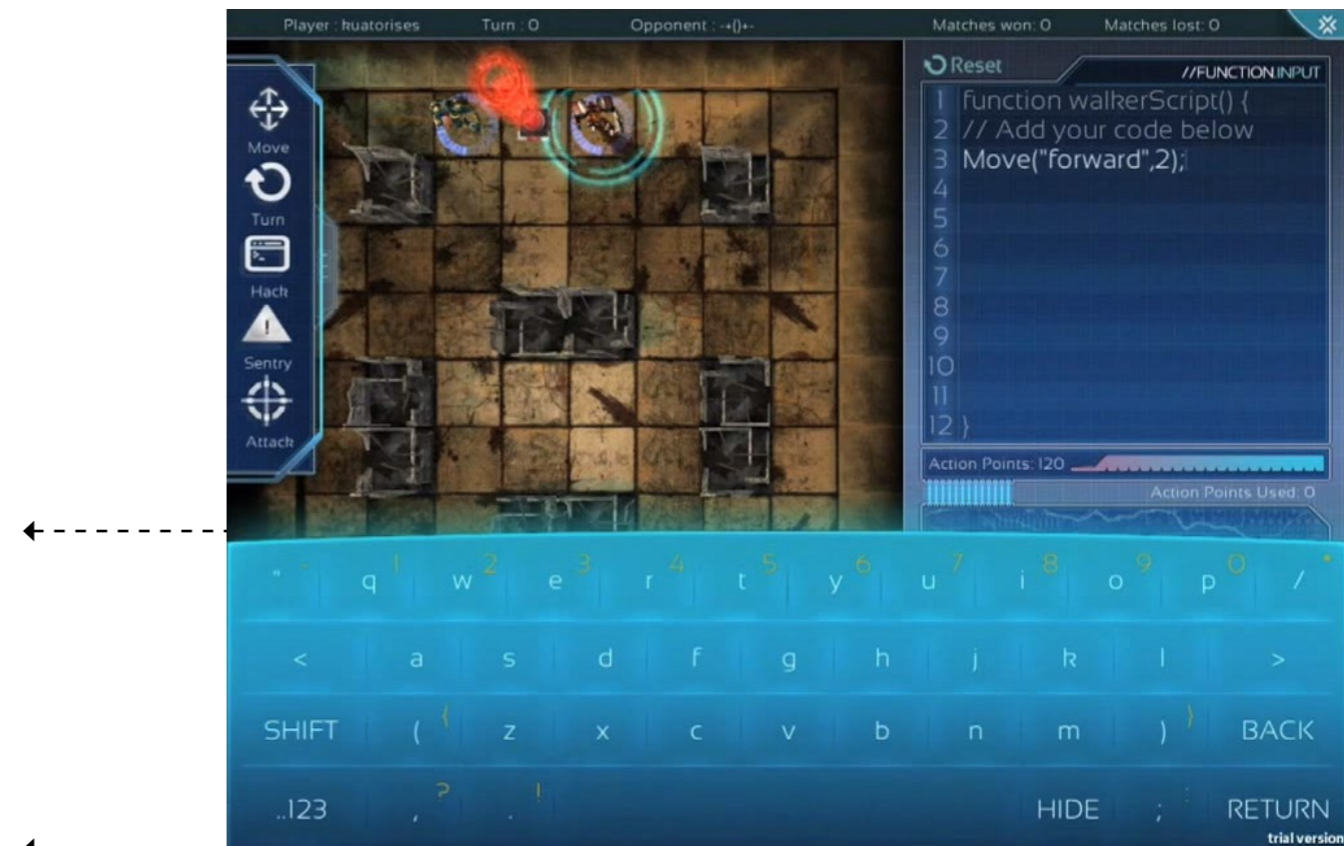 Player : kuatorises Turn : 0 Opponent : -+()+- Matches won: 0 Matches lost: 0
Reset
//FUNCTION.INPUT
Move
Turn
Hack
Sentry
Attack
1 function walkerScript() {
2 // Add your code below
3 Move("forward",2);
4
5
6
7
8
9
10
11
12 }
Action Points: 120
Action Points Used: 0
" - q 1 w 2 e 3 r 4 t 5 y 6 u 7 i 8 o 9 p 0 / *
< a s d f g h j k l >
SHIFT ( { z x c v b n m ) } BACK
..123 , ? . ! HIDE ; : RETURN
trial version